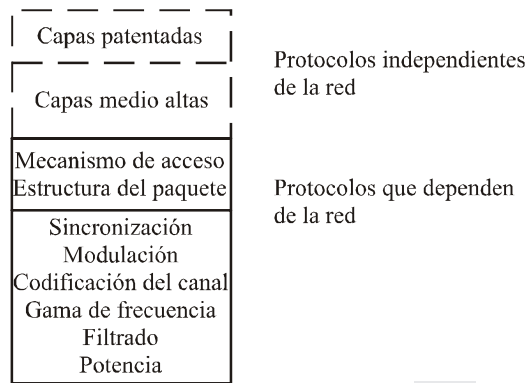 Capas patentadas
Capas medio altas
Mecanismo de acceso
Estructura del paquete
Sincronización
Modulación
Codificación del canal
Gama de frecuencia
Filtrado
Potencia
Protocolos independientes
de la red
Protocolos que dependen
de la red